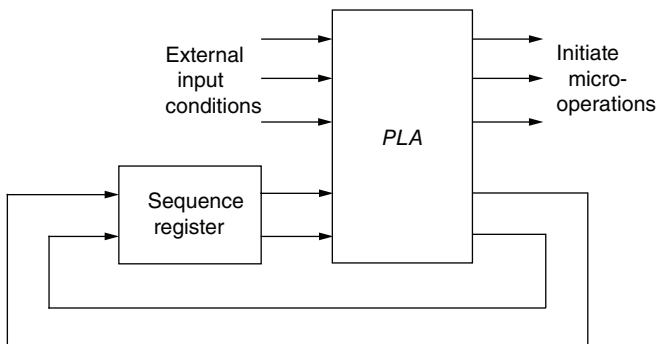 External
input
conditions
PLA
Initiate
micro-
operations
Sequence
register